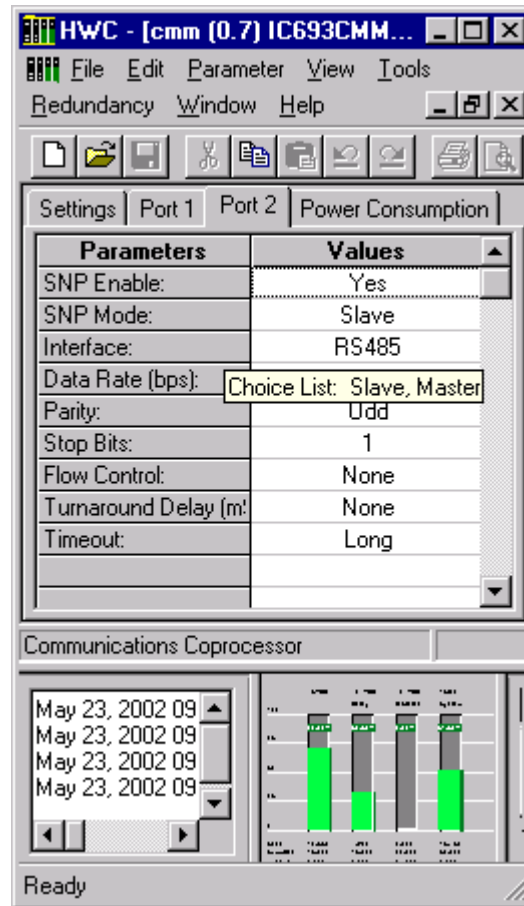 HWC - [cmm (0.7) IC693CMM...
File Edit Parameter View Tools
Redundancy Window Help
Settings Port 1 Port 2 Power Consumption
Parameters Values
SNP Enable: Yes
SNP Mode: Slave
Interface: RS485
Data Rate (bps):
Choice List: Slave, Master
Parity: Odd
Stop Bits: 1
Flow Control: None
Turnaround Delay (m
None
Timeout: Long
Communications Coprocessor
May 23, 2002 09
May 23, 2002 09
May 23, 2002 09
May 23, 2002 09
Ready